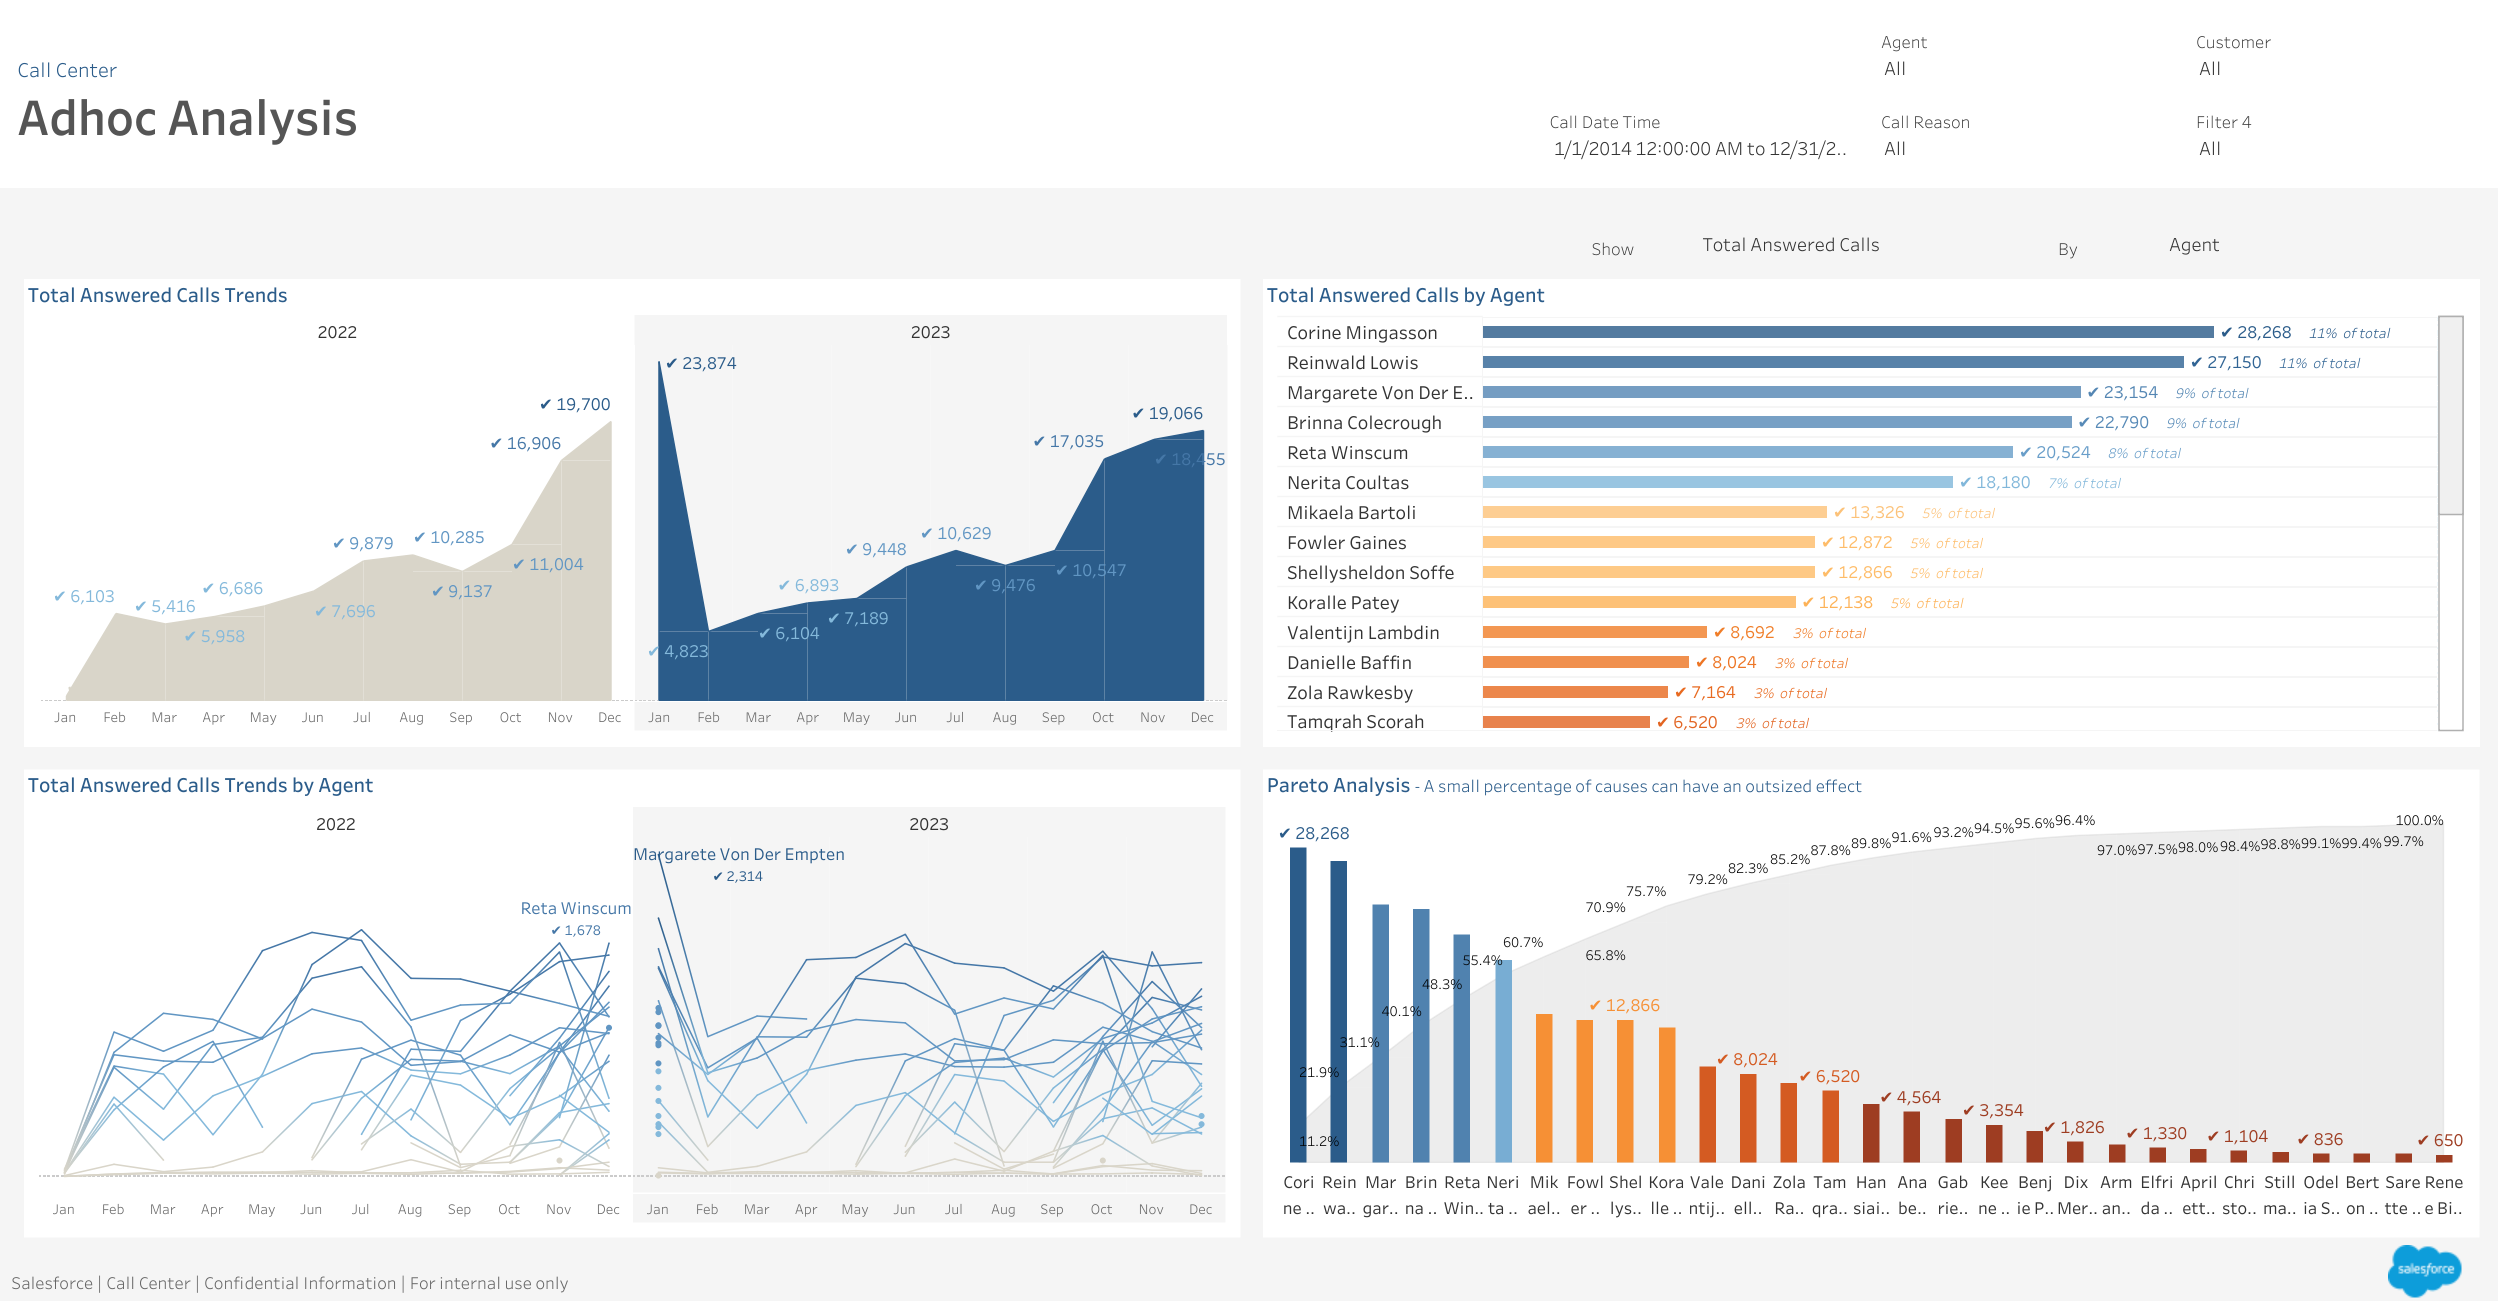 Call Center
Adhoc Analysis
Agent
All
Customer
All
Call Date Time
1/1/2014 12:00:00 AM to 12/31/2..
Call Reason
All
Filter 4
All
Show Total Answered Calls By Agent
Total Answered Calls Trends
2022 2023
✔ 6,103
✔ 5,416
✔ 5,958
✔ 6,686
✔ 7,696
✔ 9,879
✔ 10,285
✔ 9,137
✔ 11,004
✔ 16,906
✔ 19,700
✔ 23,874
✔ 4,823
✔ 6,104
✔ 6,893
✔ 7,189
✔ 9,448
✔ 10,629
✔ 9,476
✔ 10,547
✔ 17,035
✔ 18,455
✔ 19,066
Jan Feb Mar Apr May Jun Jul Aug Sep Oct Nov Dec Jan Feb Mar Apr May Jun Jul Aug Sep Oct Nov Dec
Total Answered Calls by Agent
Corine Mingasson ✔ 28,268 11% of total
Reinwald Lowis ✔ 27,150 11% of total
Margarete Von Der E.. ✔ 23,154 9% of total
Brinna Colecrough ✔ 22,790 9% of total
Reta Winscum ✔ 20,524 8% of total
Nerita Coultas ✔ 18,180 7% of total
Mikaela Bartoli ✔ 13,326 5% of total
Fowler Gaines ✔ 12,872 5% of total
Shellysheldon Soffe ✔ 12,866 5% of total
Koralle Patey ✔ 12,138 5% of total
Valentijn Lambdin ✔ 8,692 3% of total
Danielle Baffin ✔ 8,024 3% of total
Zola Rawkesby ✔ 7,164 3% of total
Tamqrah Scorah ✔ 6,520 3% of total
Total Answered Calls Trends by Agent
2022 2023
Reta Winscum
✔ 1,678
Margarete Von Der Empten
✔ 2,314
Jan Feb Mar Apr May Jun Jul Aug Sep Oct Nov Dec Jan Feb Mar Apr May Jun Jul Aug Sep Oct Nov Dec
Pareto Analysis - A small percentage of causes can have an outsized effect
✔ 28,268
✔ 12,866
✔ 8,024
✔ 6,520
✔ 4,564
✔ 3,354
✔ 1,826
✔ 1,330
✔ 1,104
✔ 836
✔ 650
11.2%
21.9%
31.1%
40.1%
48.3%
55.4%
60.7%
65.8%
70.9%
75.7%
79.2%
82.3%
85.2%
87.8%
89.8%
91.6%
93.2%
94.5%
95.6%
96.4%
97.0%
97.5%
98.0%
98.4%
98.8%
99.1%
99.4%
99.7%
100.0%
Cori Rein Mar Brin Reta Neri Mik Fowl Shel Kora Vale Dani Zola Tam Han Ana Gab Kee Benj Dix Arm Elfri April Chri Still Odel Bert Sare Rene
ne .. wa.. gar.. na .. Win.. ta .. ael.. er .. lys.. lle .. ntij.. ell.. Ra.. qra.. siai.. be.. rie.. ne .. ie P.. Mer.. an.. da .. ett.. sto.. ma.. ia S.. on .. tte .. e Bi..
Salesforce | Call Center | Confidential Information | For internal use only
salesforce